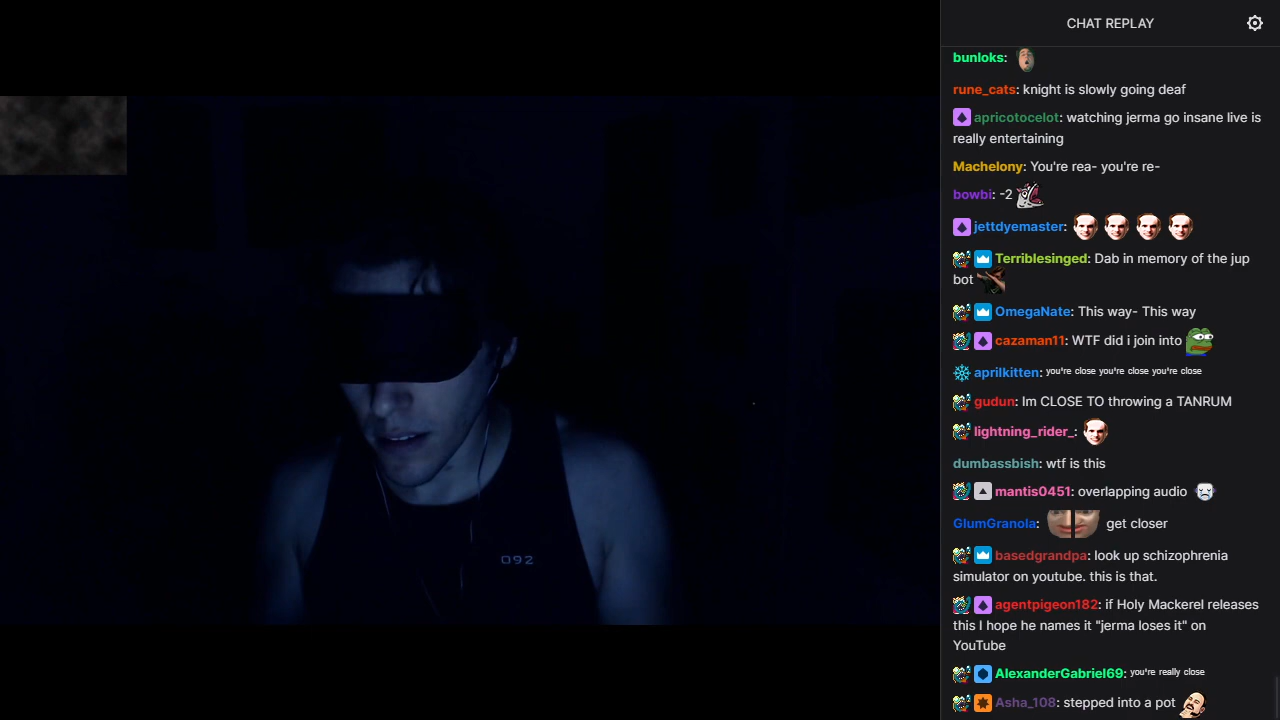 CHAT REPLAY
bunloks:
rune_cats: knight is slowly going deaf
apricotocelot: watching jerma go insane live is
really entertaining
Machelony: You're rea- you're re-
bowbi: -2
jettdyemaster:
Terriblesinged: Dab in memory of the jup
bot
OmegaNate: This way- This way
cazaman11: WTF did i join into
aprilkitten: ʸᵒᵘ'ʳᵉ ᶜˡᵒˢᵉ ʸᵒᵘ'ʳᵉ ᶜˡᵒˢᵉ ʸᵒᵘ'ʳᵉ ᶜˡᵒˢᵉ
gudun: Im CLOSE TO throwing a TANRUM
lightning_rider_:
dumbassbish: wtf is this
mantis0451: overlapping audio
GlumGranola: get closer
basedgrandpa: look up schizophrenia
simulator on youtube. this is that.
agentpigeon182: if Holy Mackerel releases
this I hope he names it "jerma loses it" on
YouTube
AlexanderGabriel69: ʸᵒᵘ'ʳᵉ ʳᵉᵃˡˡʸ ᶜˡᵒˢᵉ
Asha_108: stepped into a pot
092